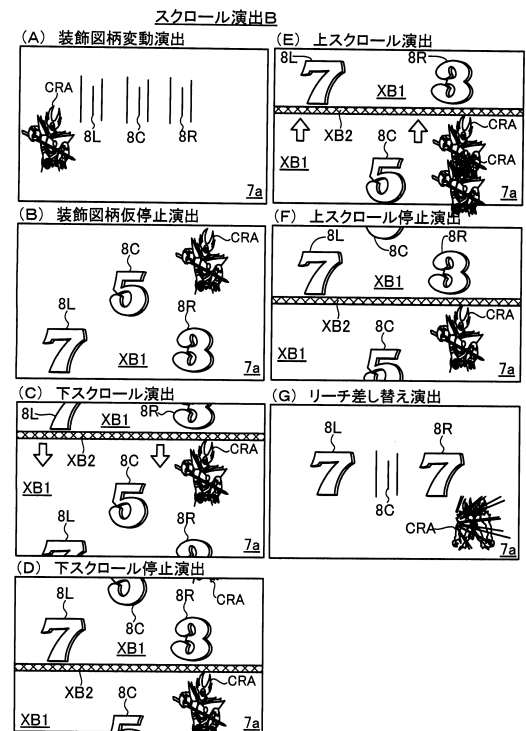 スクロール演出B
(A) 装飾図柄変動演出
CRA
8L
8C
8R
7a
(B) 装飾図柄仮停止演出
8C
CRA
5
8L
8R
7
XB1
3
7a
(C) 下スクロール演出
8L
XB1
8R
XB2
8C
CRA
XB1
5
8L
7a
(D) 下スクロール停止演出
8L
8R
CRA
8C
7
XB1
3
XB2
8C
CRA
XB1
5
7a
(E) 上スクロール演出
8L
8R
7
XB1
3
CRA
XB2
8C
CRA
XB1
5
7a
(F) 上スクロール停止演出
8L
8C
8R
7
XB1
3
XB2
CRA
8C
XB1
5
7a
(G) リーチ差し替え演出
8L
8R
7
7
8C
CRA
7a